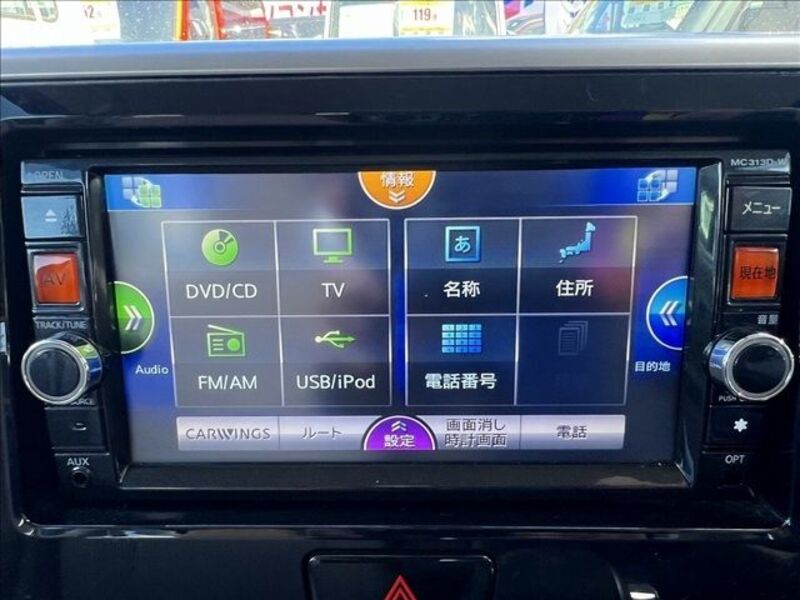 119
OPEN
MC313D-W
情報
メニュー
AV
現在地
DVD/CD
TV
あ
名称
住所
TRACK/TUNE
音量
Audio
FM/AM
USB/iPod
電話番号
目的地
CARWINGS
ルート
設定
画面消し
時計画面
電話
AUX
OPT